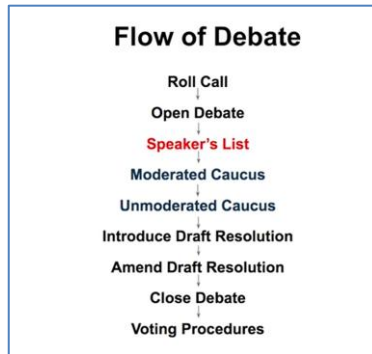 Flow of Debate
Roll Call
Open Debate
Speaker's List
Moderated Caucus
Unmoderated Caucus
Introduce Draft Resolution
Amend Draft Resolution
Close Debate
Voting Procedures